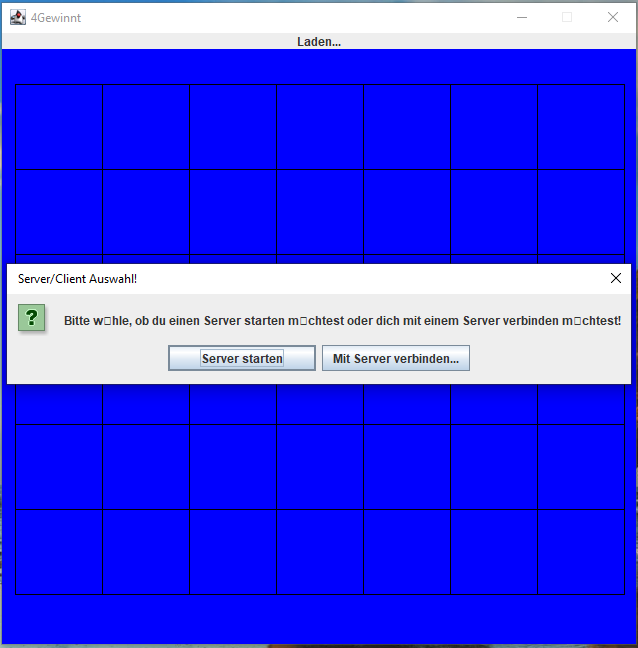 4Gewinnt
Laden...
Server/Client Auswahl!
?
Bitte w�hle, ob du einen Server starten m�chtest oder dich mit einem Server verbinden m�chtest!
Server starten
Mit Server verbinden...